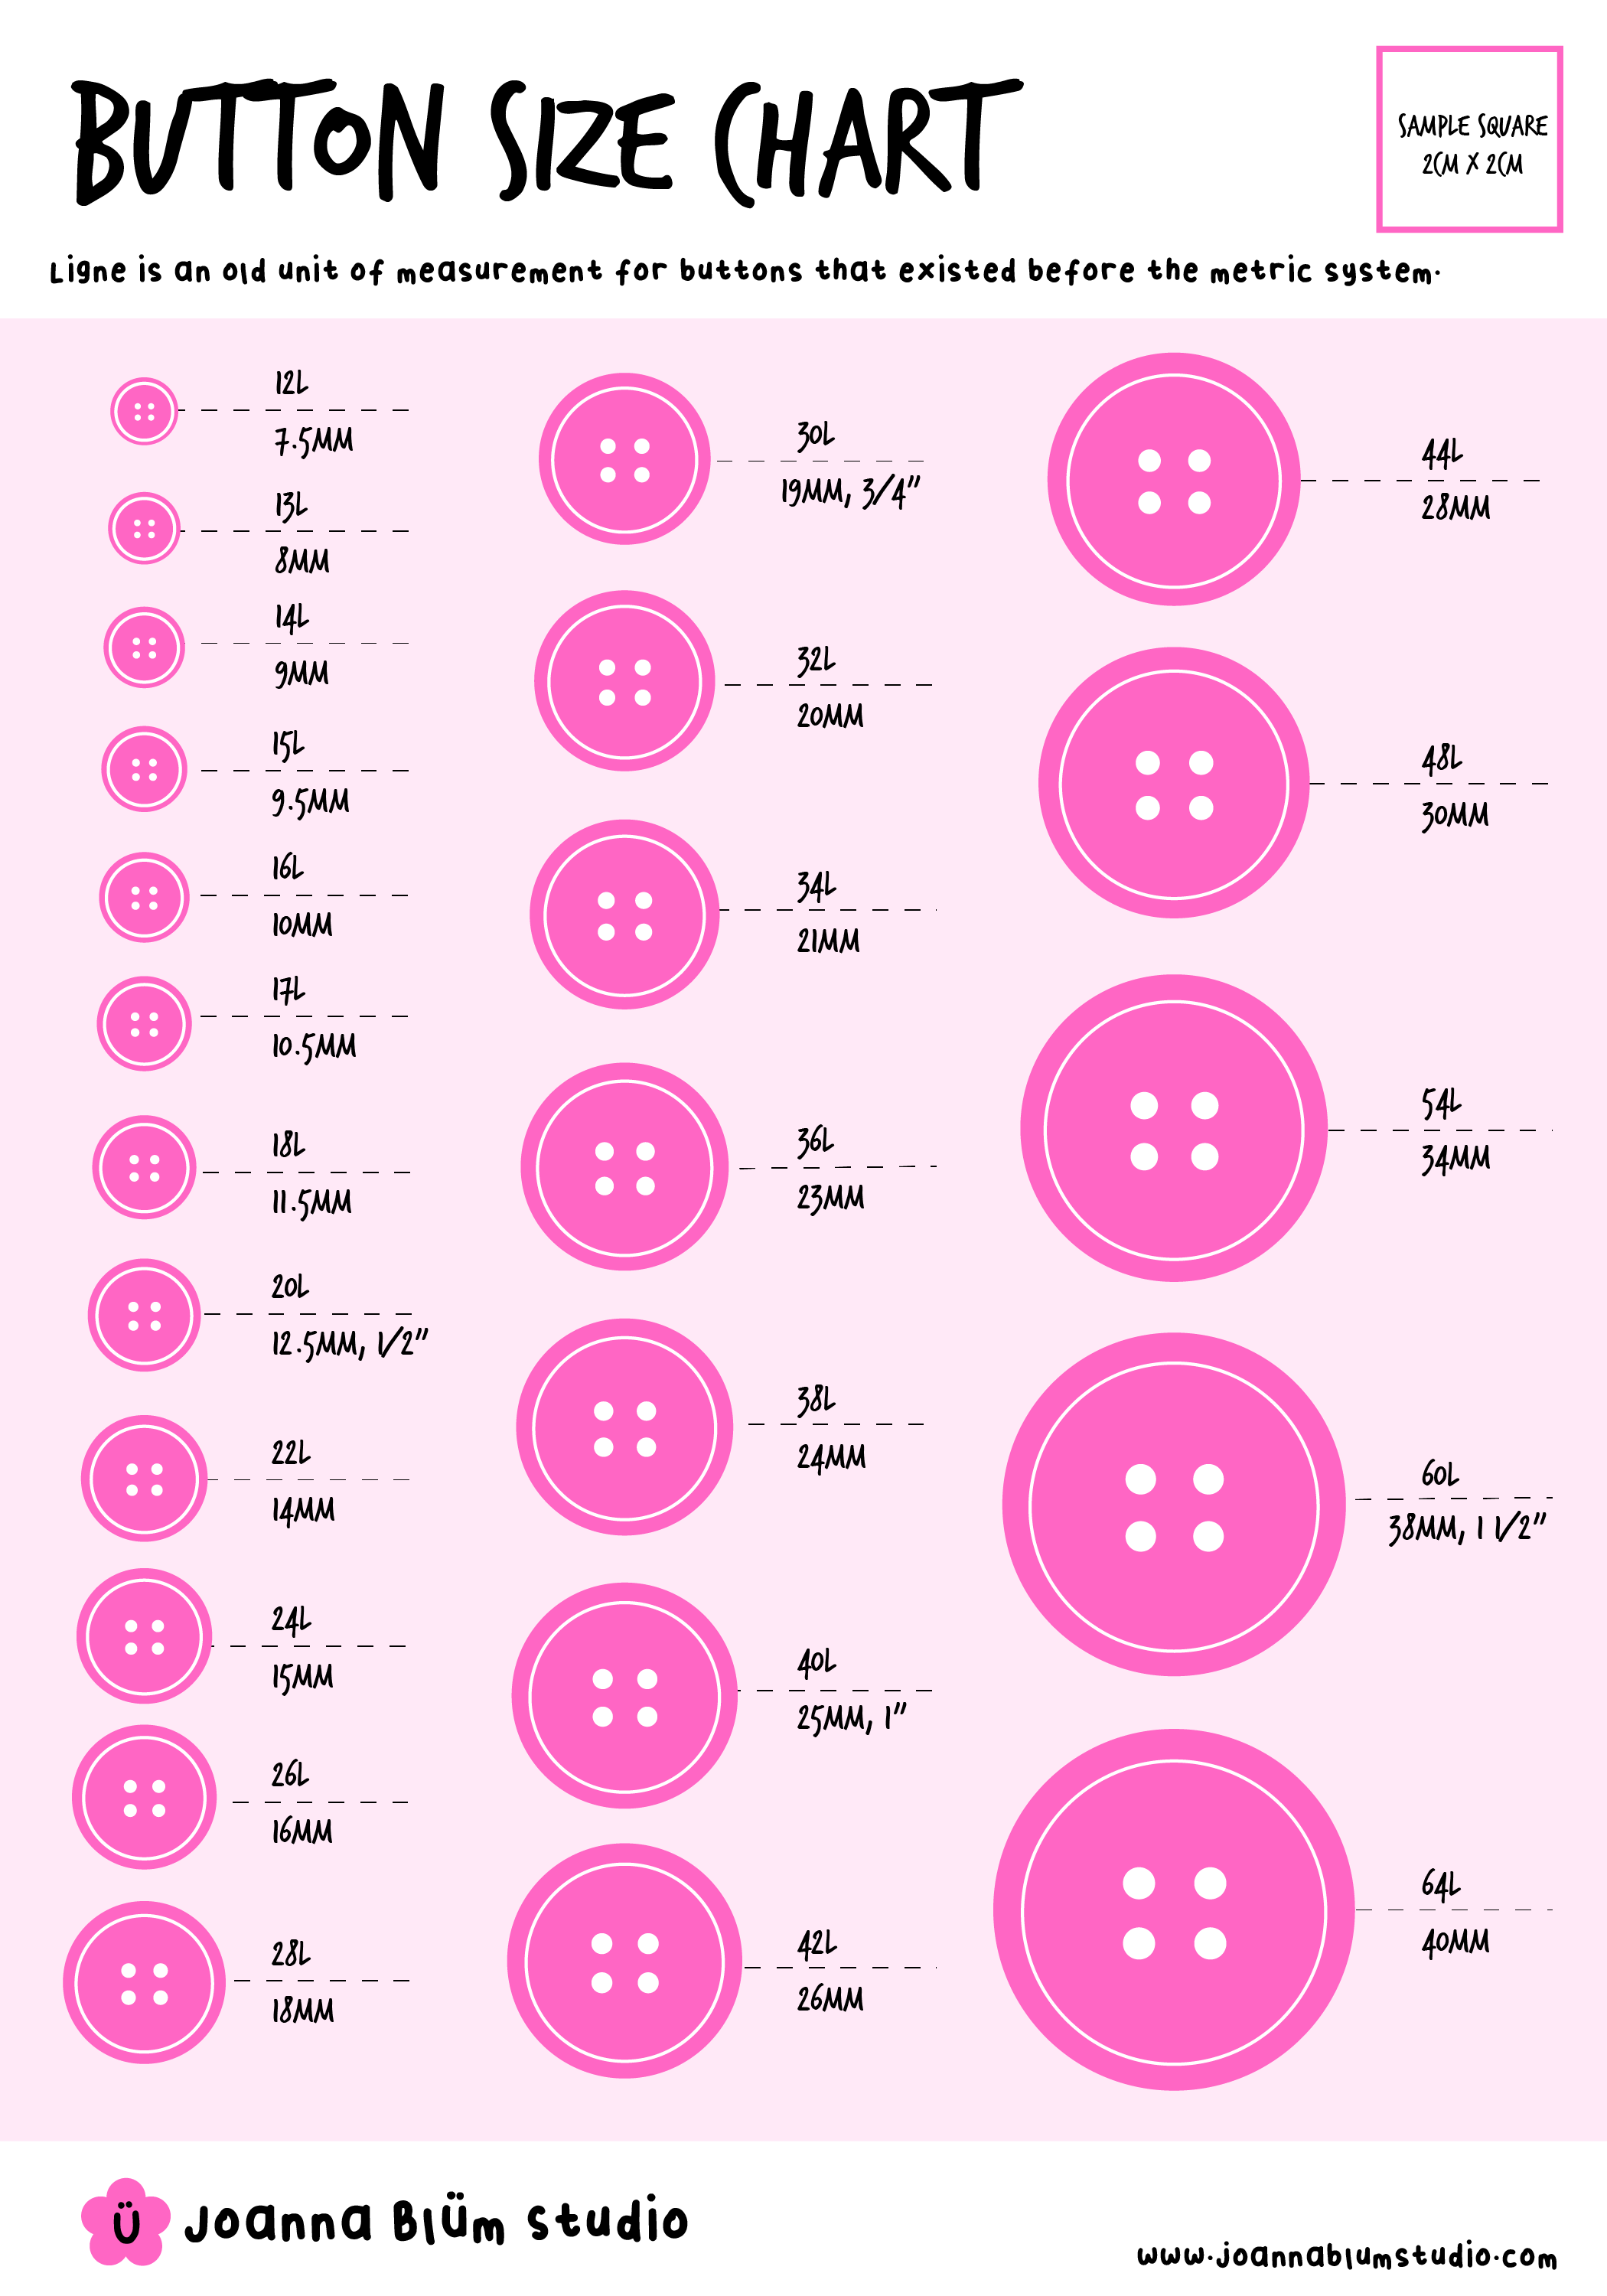 BUTTON SIZE CHART
SAMPLE SQUARE
2CM X 2CM
Ligne is an old unit of measurement for buttons that existed before the metric system.
12L
7.5MM
13L
8MM
14L
9MM
15L
9.5MM
16L
10MM
17L
10.5MM
18L
11.5MM
20L
12.5MM, 1/2"
22L
14MM
24L
15MM
26L
16MM
28L
18MM
30L
19MM, 3/4"
32L
20MM
34L
21MM
36L
23MM
38L
24MM
40L
25MM, 1"
42L
26MM
44L
28MM
48L
30MM
54L
34MM
60L
38MM, 1 1/2"
64L
40MM
Ü
Joanna Blüm Studio
www.joannablumstudio.com